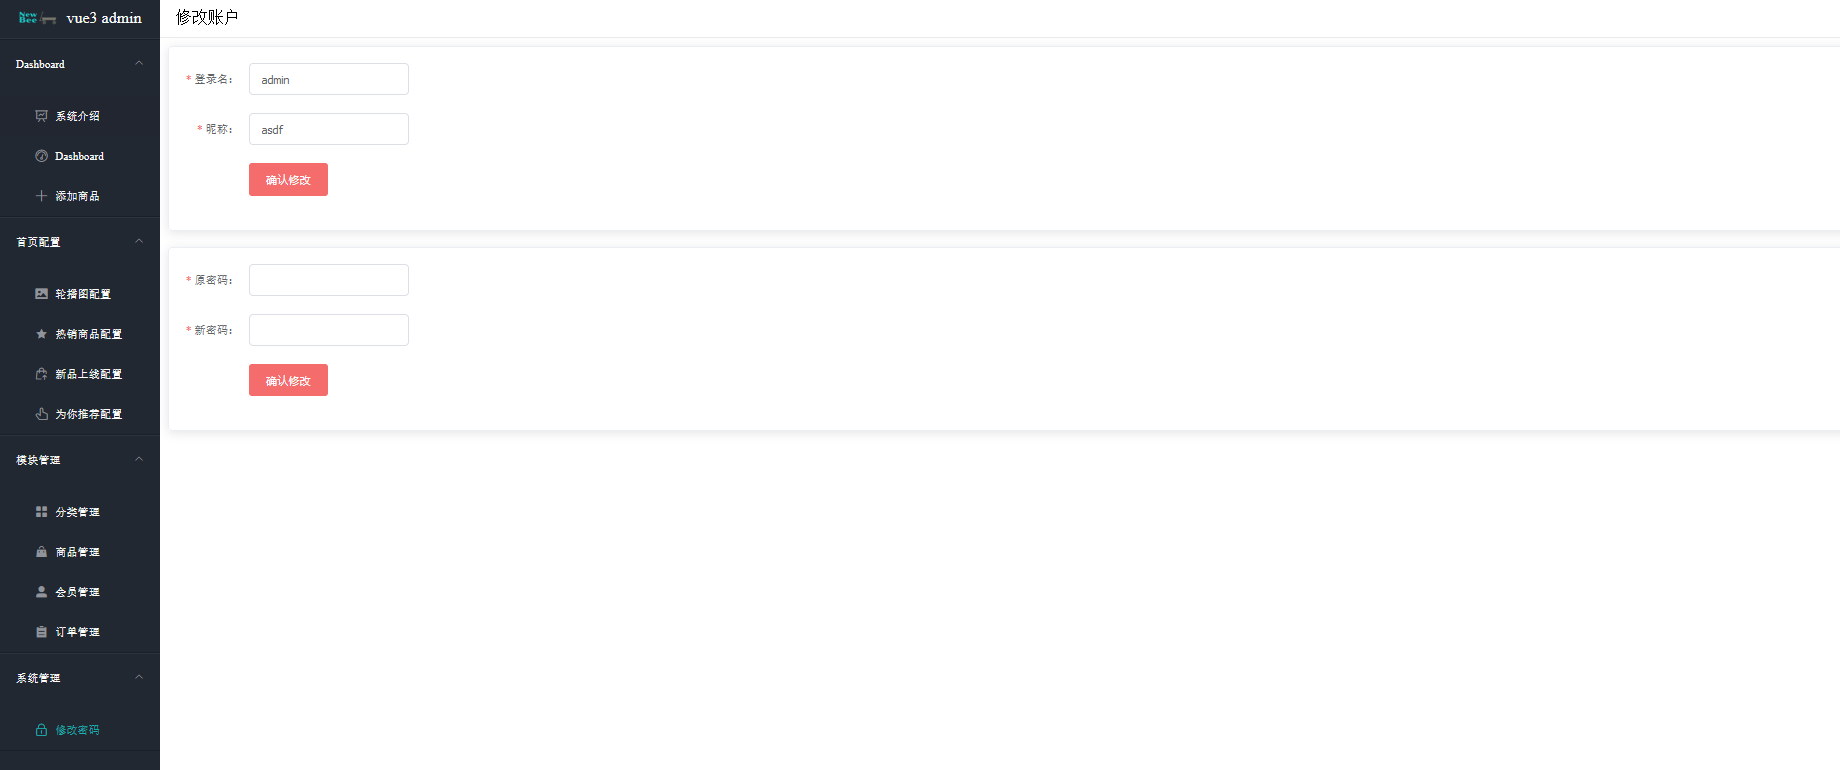 New
Bee
vue3 admin
Dashboard
系统介绍
Dashboard
添加商品
首页配置
轮播图配置
热销商品配置
新品上线配置
为你推荐配置
模块管理
分类管理
商品管理
会员管理
订单管理
系统管理
修改密码
修改账户
* 登录名： admin
* 昵称： asdf
确认修改
* 原密码：
* 新密码：
确认修改